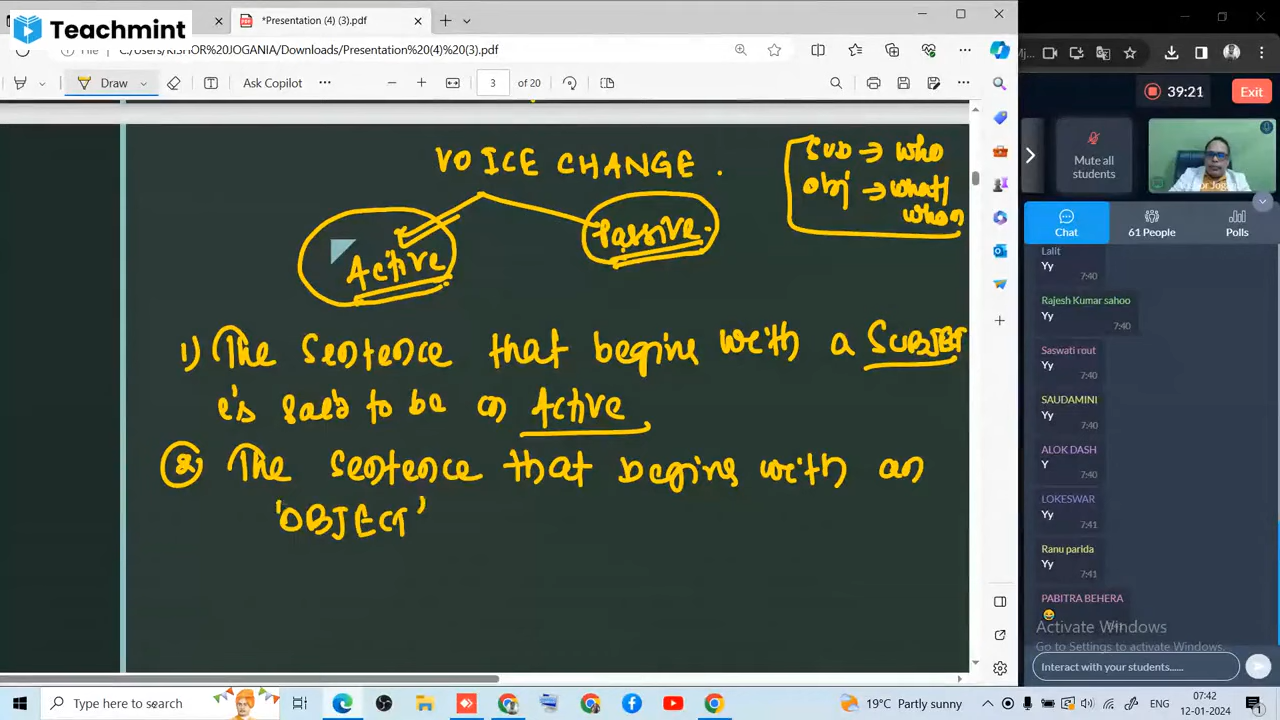 Teachmint
*Presentation (4) (3).pdf
File
C:/Users/KISHOR%20JOGANIA/Downloads/Presentation%20(4)%20(3).pdf
Draw
Ask Copilot
3 of 20
VOICE CHANGE.
Active
Passive.
Sub → who
Obj → what/
whom
1) The Sentence that begins with a SUBJECT
is said to be an Active
② The sentence that begins with an
'OBJECT'
39:21
Exit
Mute all
students
Chat
61 People
Polls
Lalit
Yy
7:40
Rajesh Kumar sahoo
Yy
7:40
Saswati rout
Yy
7:40
SAUDAMINI
Yy
7:40
ALOK DASH
Y
7:40
LOKESWAR
Yy
7:41
Ranu parida
Yy
7:41
PABITRA BEHERA
😂
Activate Windows
Go to Settings to activate Windows.
Interact with your students......
Type here to search
19°C Partly sunny
ENG
07:42
12-01-2024